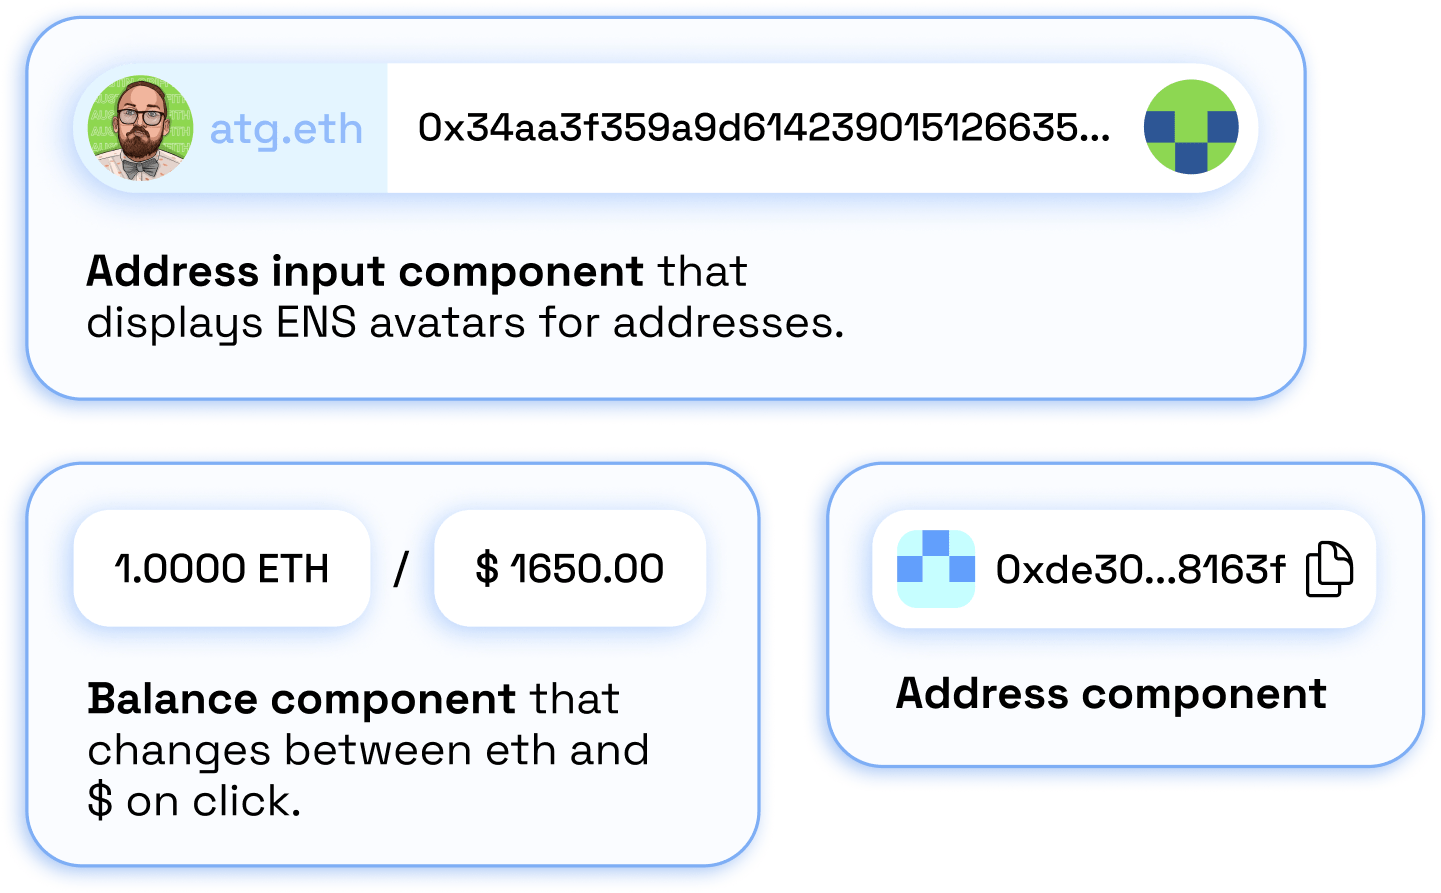 atg.eth 0x34aa3f359a9d614239015126635...
Address input component that
displays ENS avatars for addresses.
1.0000 ETH / $ 1650.00
Balance component that
changes between eth and
$ on click.
0xde30...8163f
Address component